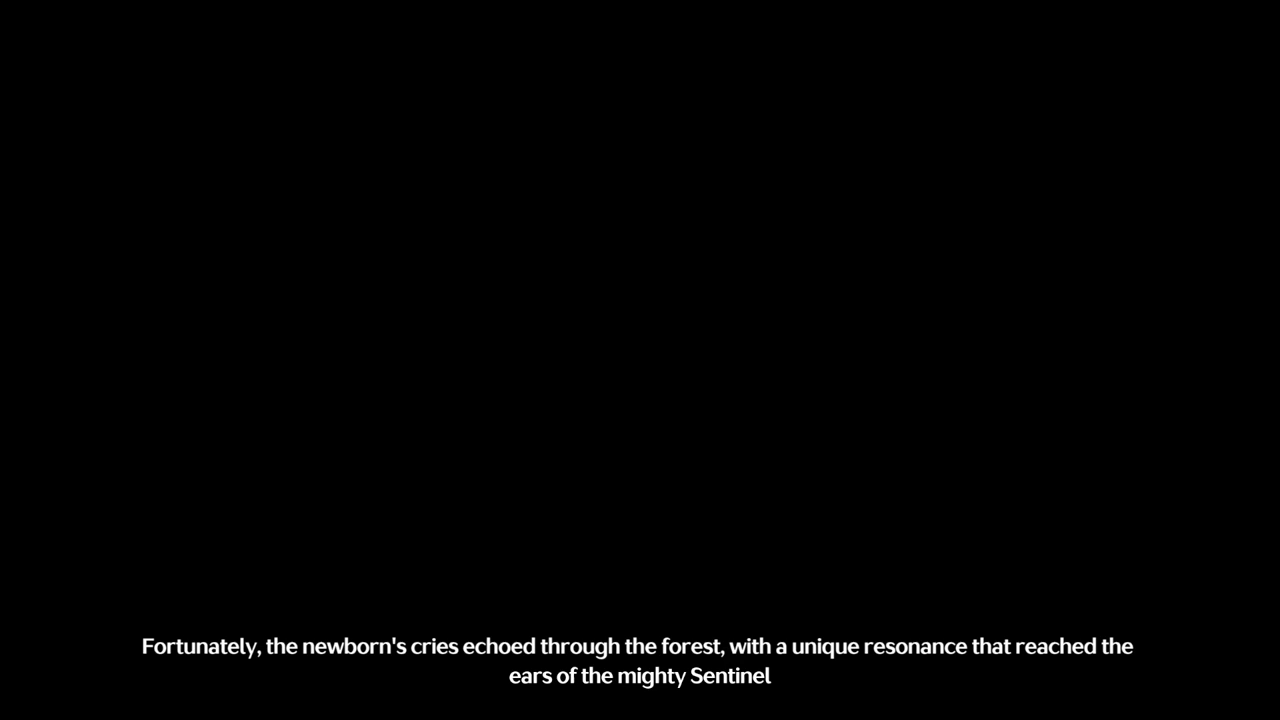 Fortunately, the newborn's cries echoed through the forest, with a unique resonance that reached the
ears of the mighty Sentinel